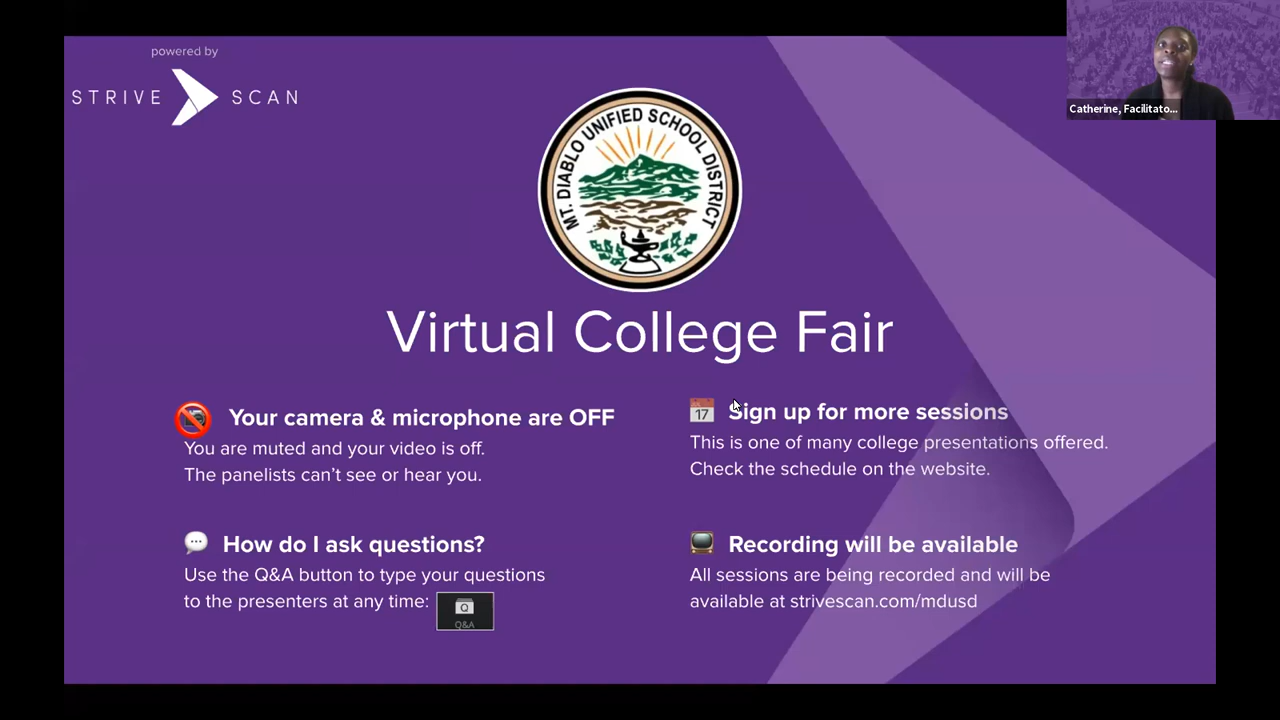 powered by
STRIVE SCAN
Catherine, Facilitato...
MT. DIABLO UNIFIED SCHOOL DISTRICT
Virtual College Fair
Your camera & microphone are OFF
You are muted and your video is off.
The panelists can't see or hear you.
17
Sign up for more sessions
This is one of many college presentations offered.
Check the schedule on the website.
How do I ask questions?
Use the Q&A button to type your questions
to the presenters at any time:
Q
Q&A
Recording will be available
All sessions are being recorded and will be
available at strivescan.com/mdusd